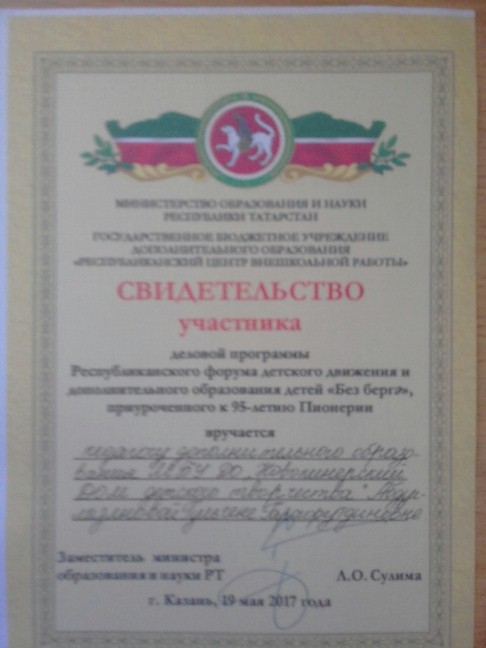 МИНИСТЕРСТВО ОБРАЗОВАНИЯ И НАУКИ
РЕСПУБЛИКИ ТАТАРСТАН
ГОСУДАРСТВЕННОЕ БЮДЖЕТНОЕ УЧРЕЖДЕНИЕ
ДОПОЛНИТЕЛЬНОГО ОБРАЗОВАНИЯ
«РЕСПУБЛИКАНСКИЙ ЦЕНТР ВНЕШКОЛЬНОЙ РАБОТЫ»
СВИДЕТЕЛЬСТВО
участника
деловой программы
Республиканского форума детского движения и
дополнительного образования детей «Без берге»,
приуроченного к 95-летию Пионерии
вручается
педагогу дополнительного образо-
вания ДО
дом детского творчества"
Заместитель министра
образования и науки РТ
Л.О. Сулима
г. Казань, 19 мая 2017 года